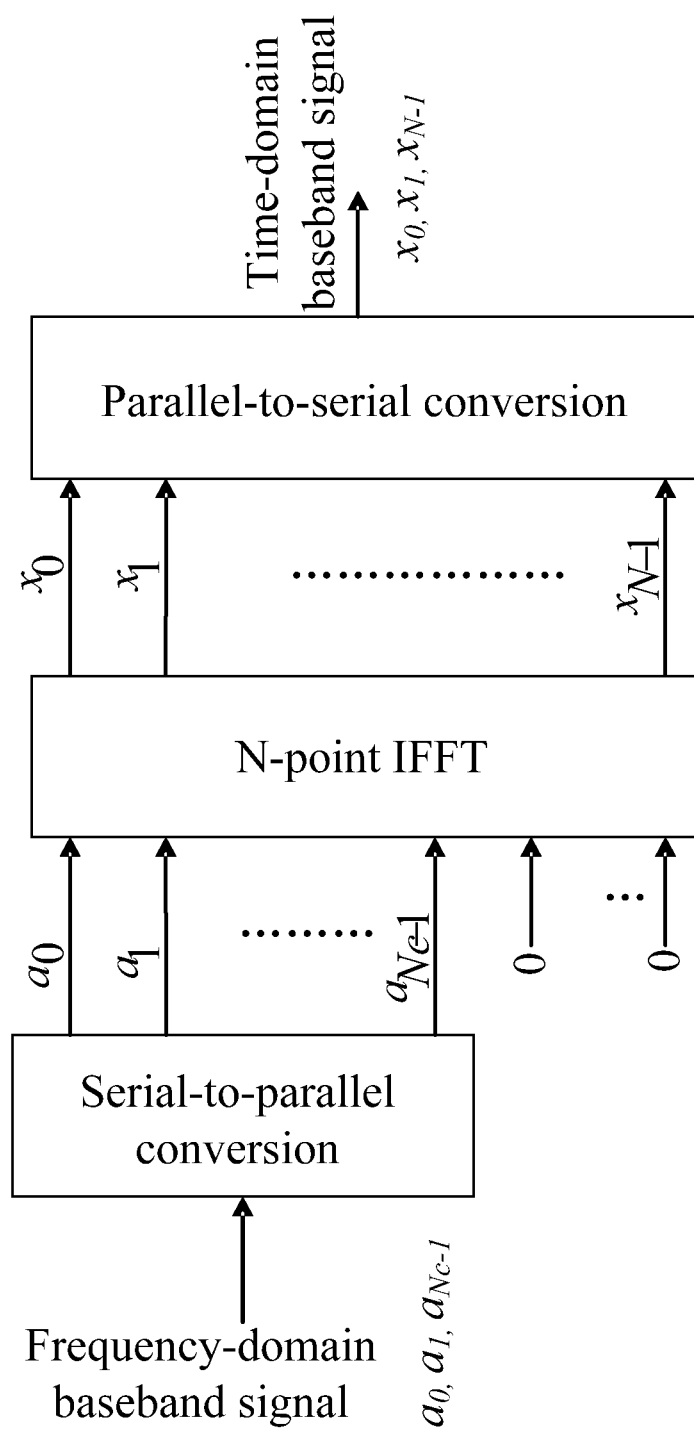 Time-domain
baseband signal
x0, x1, xN-1
Parallel-to-serial conversion
x0
x1
..................
xN-1
N-point IFFT
a0
a1
.........
aNc-1
0
...
0
Serial-to-parallel
conversion
Frequency-domain
baseband signal
a0, a1, aNc-1